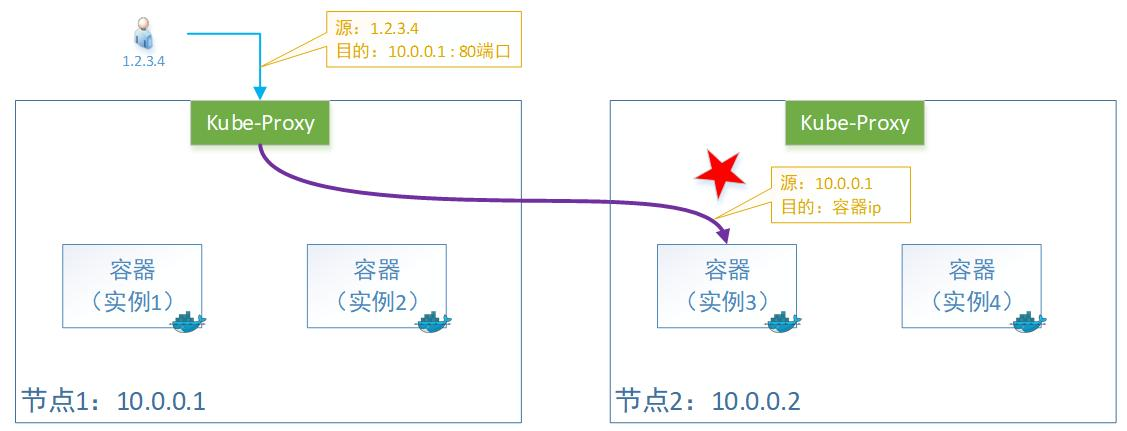 源：1.2.3.4
目的：10.0.0.1 : 80端口
1.2.3.4
Kube-Proxy
Kube-Proxy
源：10.0.0.1
目的：容器ip
容器
（实例1）
容器
（实例2）
容器
（实例3）
容器
（实例4）
节点1：10.0.0.1
节点2：10.0.0.2